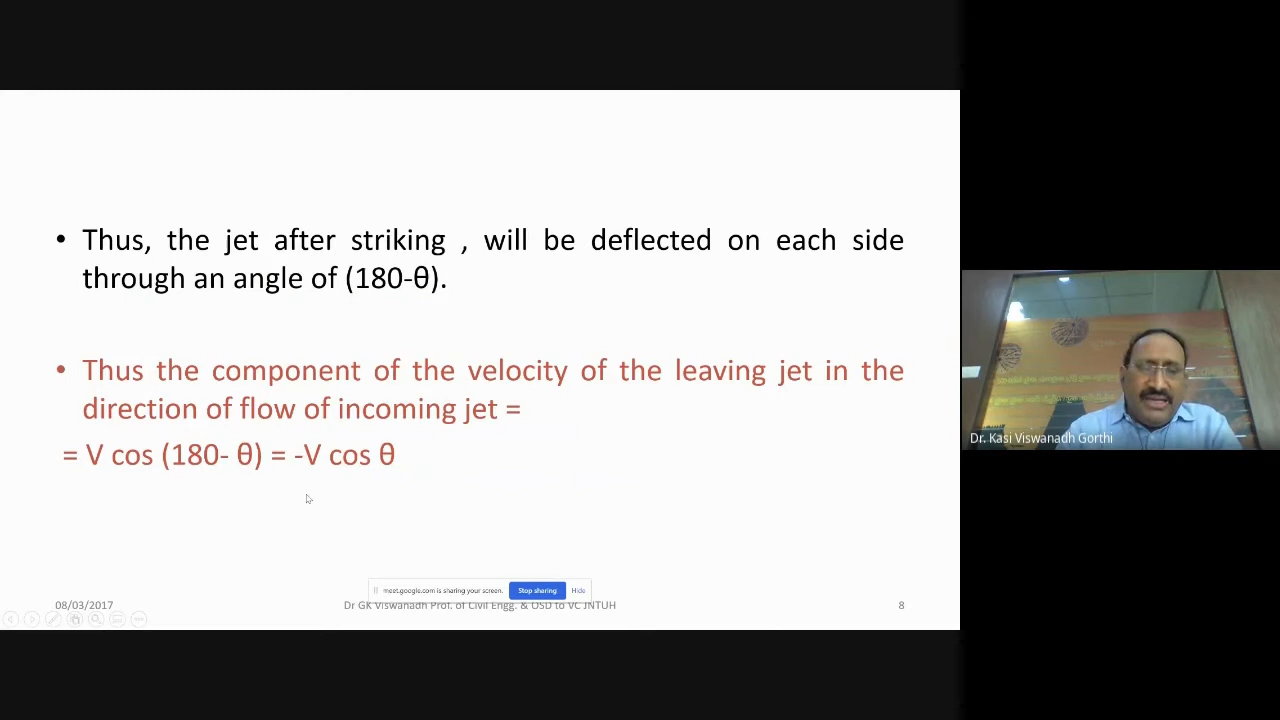 • Thus, the jet after striking , will be deflected on each side
through an angle of (180-θ).
• Thus the component of the velocity of the leaving jet in the
direction of flow of incoming jet =
= V cos (180- θ) = -V cos θ
Dr. Kasi Viswanadh Gorthi
meet.google.com is sharing your screen. Stop sharing Hide
08/03/2017 Dr GK Viswanadh Prof. of Civil Engg. & OSD to VC JNTUH 8